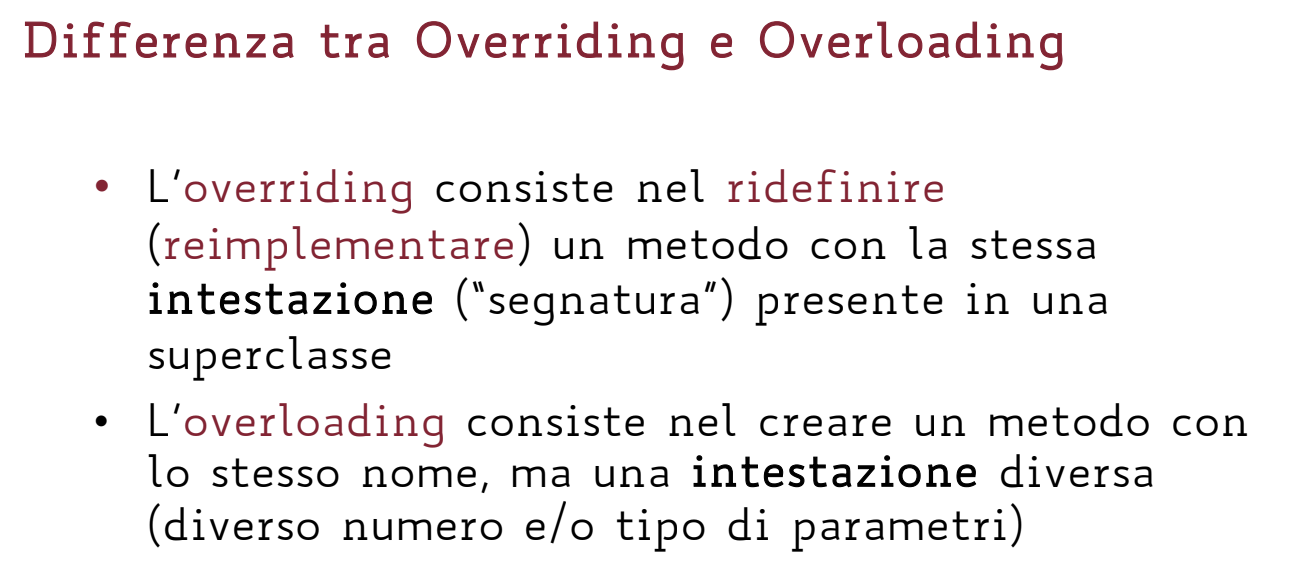 Differenza tra Overriding e Overloading
• L'overriding consiste nel ridefinire
(reimplementare) un metodo con la stessa
intestazione ("segnatura") presente in una
superclasse
• L'overloading consiste nel creare un metodo con
lo stesso nome, ma una intestazione diversa
(diverso numero e/o tipo di parametri)